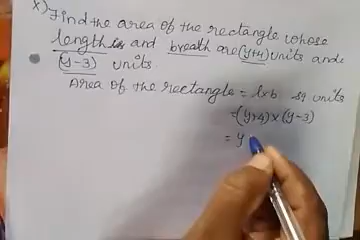 x) Find the area of the rectangle whose
length is and breath are (y+4) units and
(y-3) units.
Area of the rectangle = l×b sq units
=(y+4)×(y-3)
= y